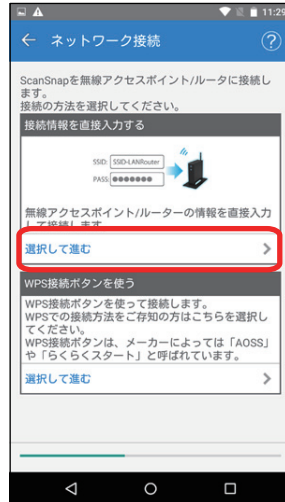 11:29
ネットワーク接続
?
ScanSnapを無線アクセスポイント/ルータに接続し
ます。
接続の方法を選択してください。
接続情報を直接入力する
SSID: SSID-LANRouter
PASS: ●●●●●●●
無線アクセスポイント/ルーターの情報を直接入力
して接続します。
選択して進む
WPS接続ボタンを使う
WPS接続ボタンを使って接続します。
WPSでの接続方法をご存知の方はこちらを選択し
てください。
WPS接続ボタンは、メーカーによっては「AOSS」
や「らくらくスタート」と呼ばれています。
選択して進む